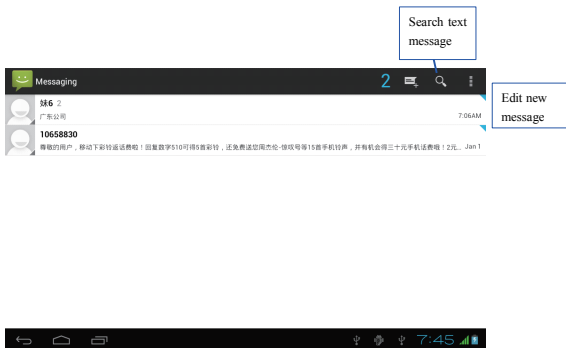 Search text
message
Messaging
2
Edit new
message
妹6 2
广东公司
7:06AM
10658830
尊敬的用户，移动下彩铃返话费啦！回复数字510可得5首彩铃，还免费送您周杰伦-惊叹号等15首手机铃声，并有机会得三十元手机话费哦！2元... Jan 1
7:45